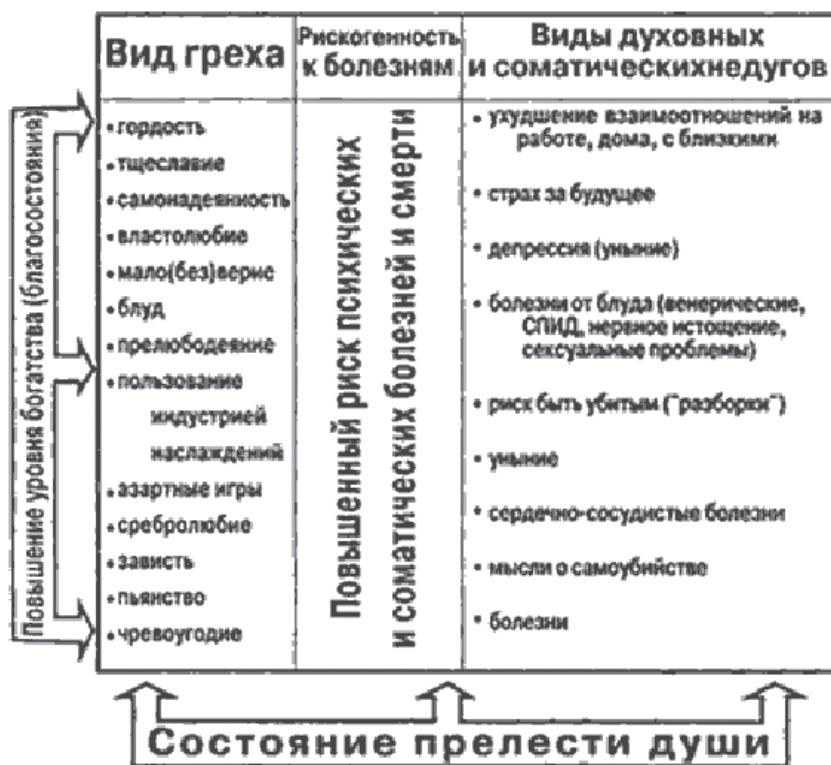 Повышение уровня богатства (благосостояния)
Вид греха
• гордость
• тщеславие
• самонадеянность
• властолюбие
• мало(без)верие
• блуд
• прелюбодеяние
• пользование
индустрией
наслаждений
• азартные игры
• сребролюбие
• зависть
• пьянство
• чревоугодие
Рискогенность
к болезням
Повышенный риск психических
и соматических болезней и смерти
Виды духовных
и соматическихнедугов
• ухудшение взаимоотношений на
работе, дома, с близкими
• страх за будущее
• депрессия (уныние)
• болезни от блуда (венерические,
СПИД, нервное истощение,
сексуальные проблемы)
• риск быть убитым ("разборки")
• уныние
• сердечно-сосудистые болезни
• мысли о самоубийстве
• болезни
Состояние прелести души